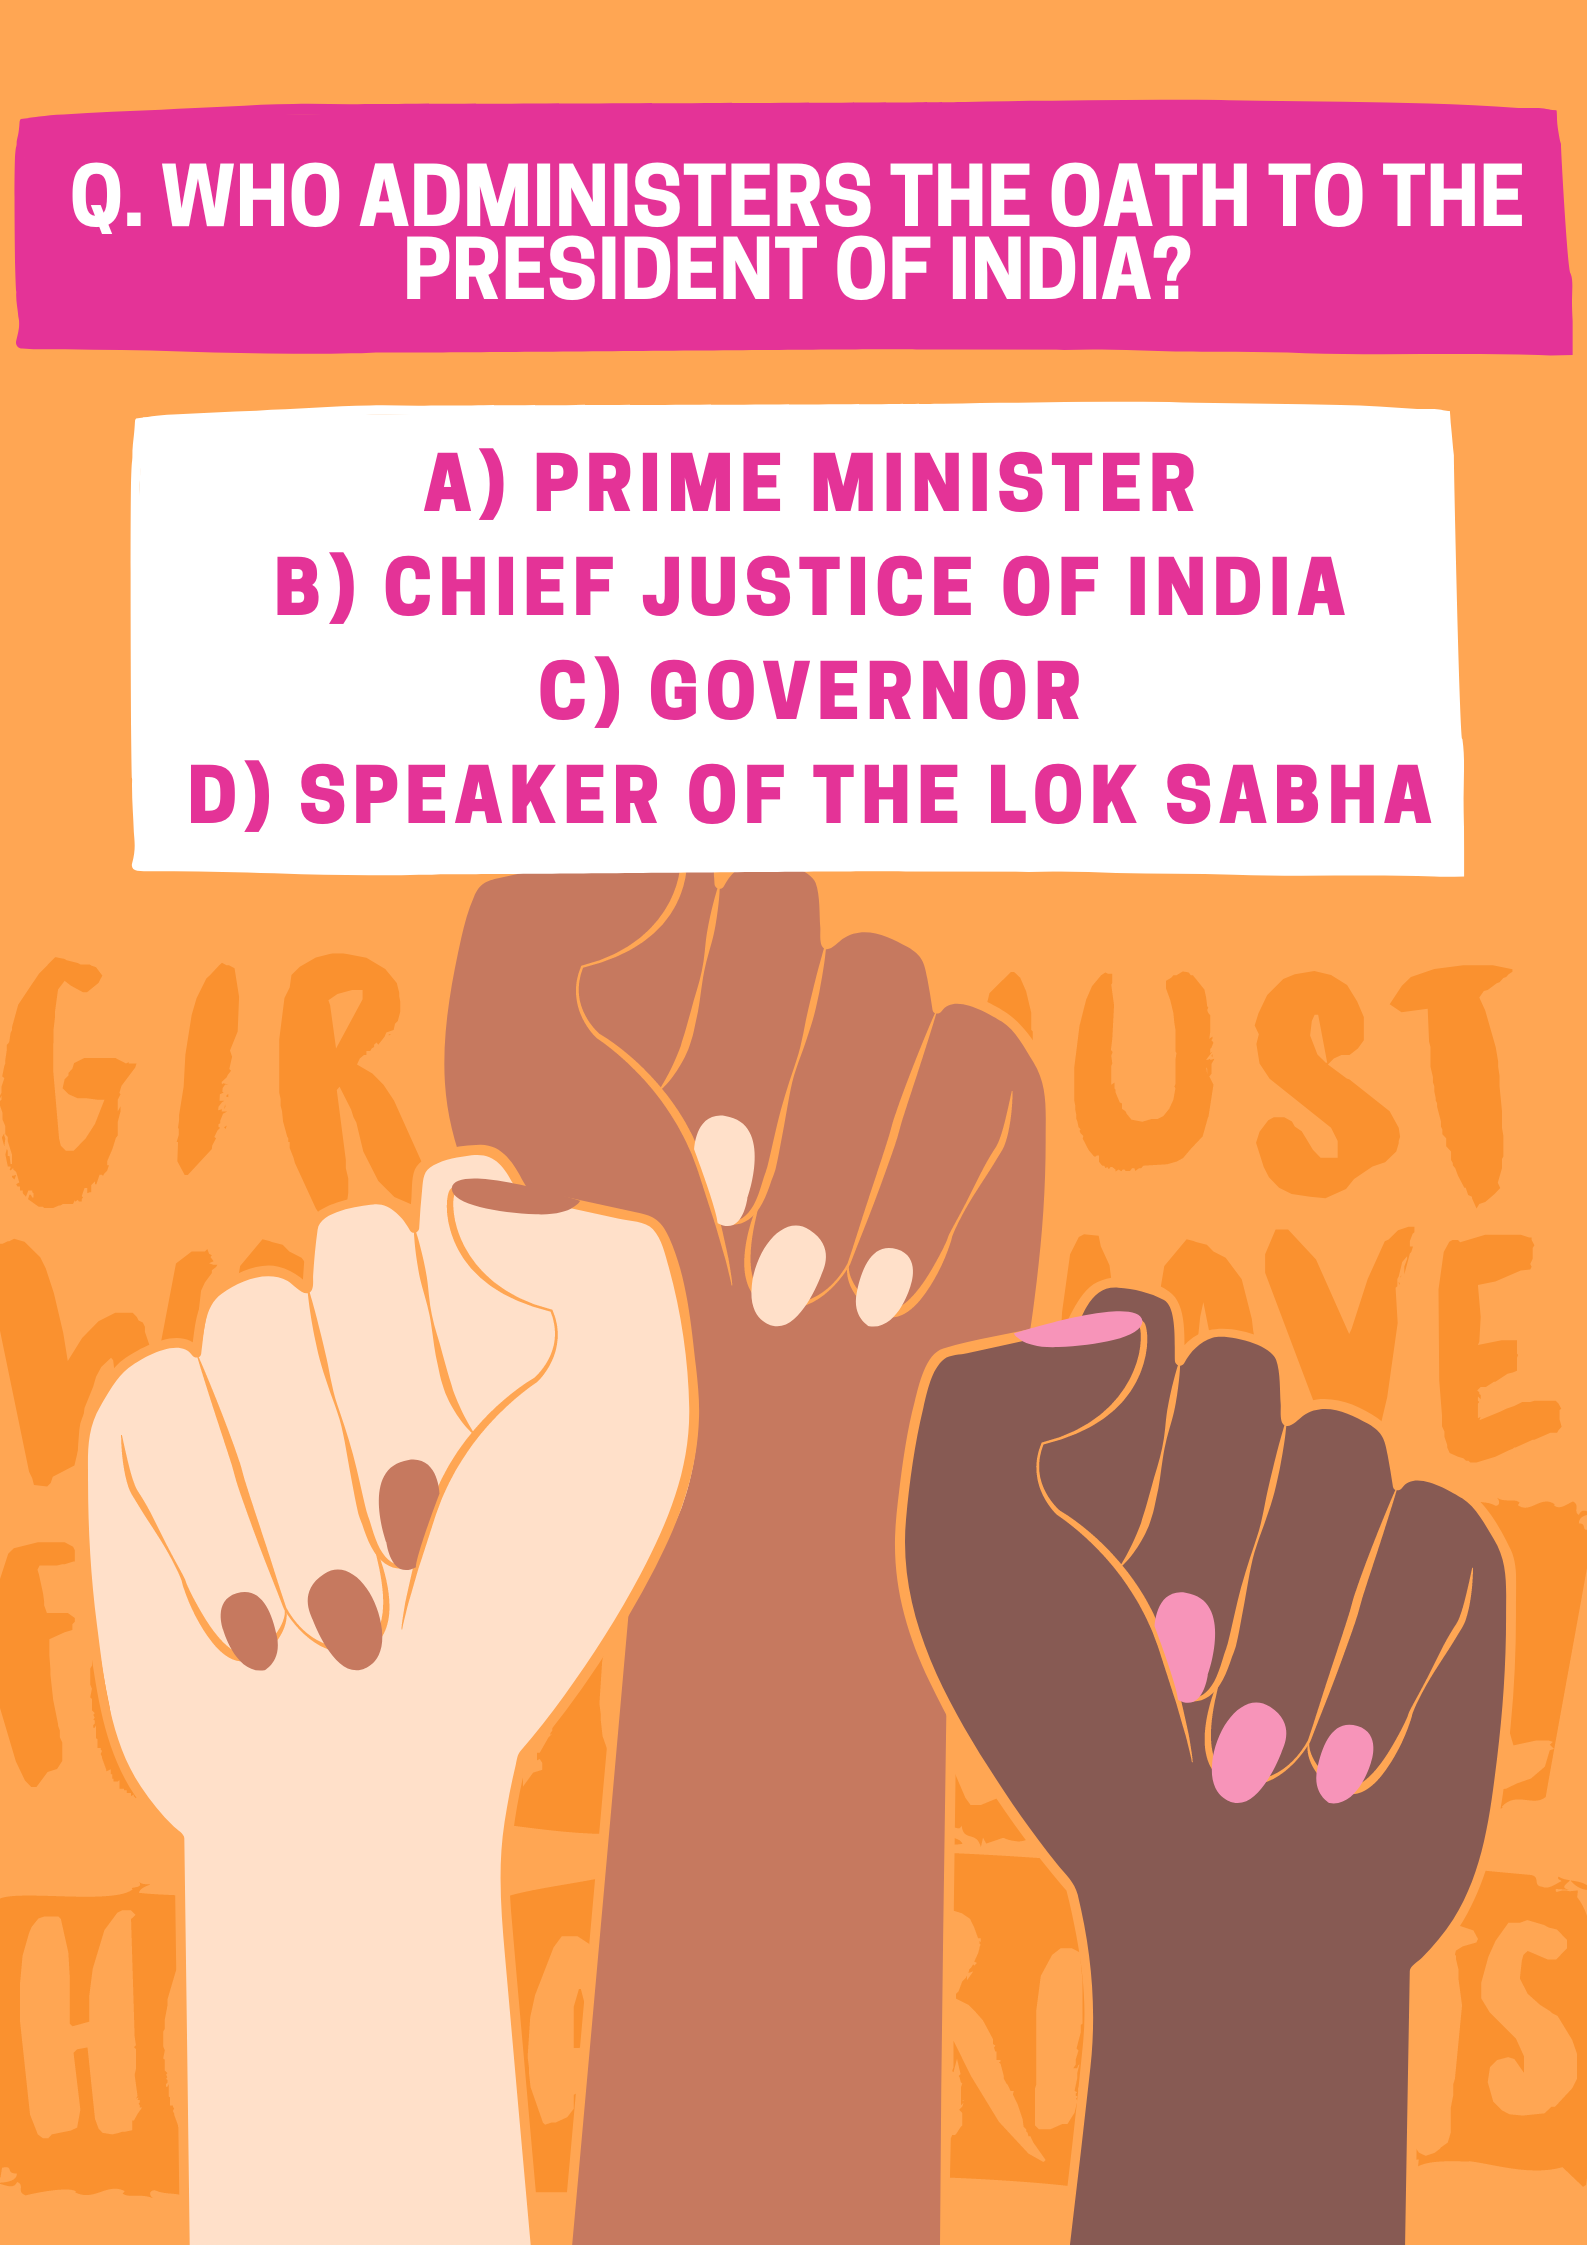 Q. WHO ADMINISTERS THE OATH TO THE
PRESIDENT OF INDIA?
A) PRIME MINISTER
B) CHIEF JUSTICE OF INDIA
C) GOVERNOR
D) SPEAKER OF THE LOK SABHA